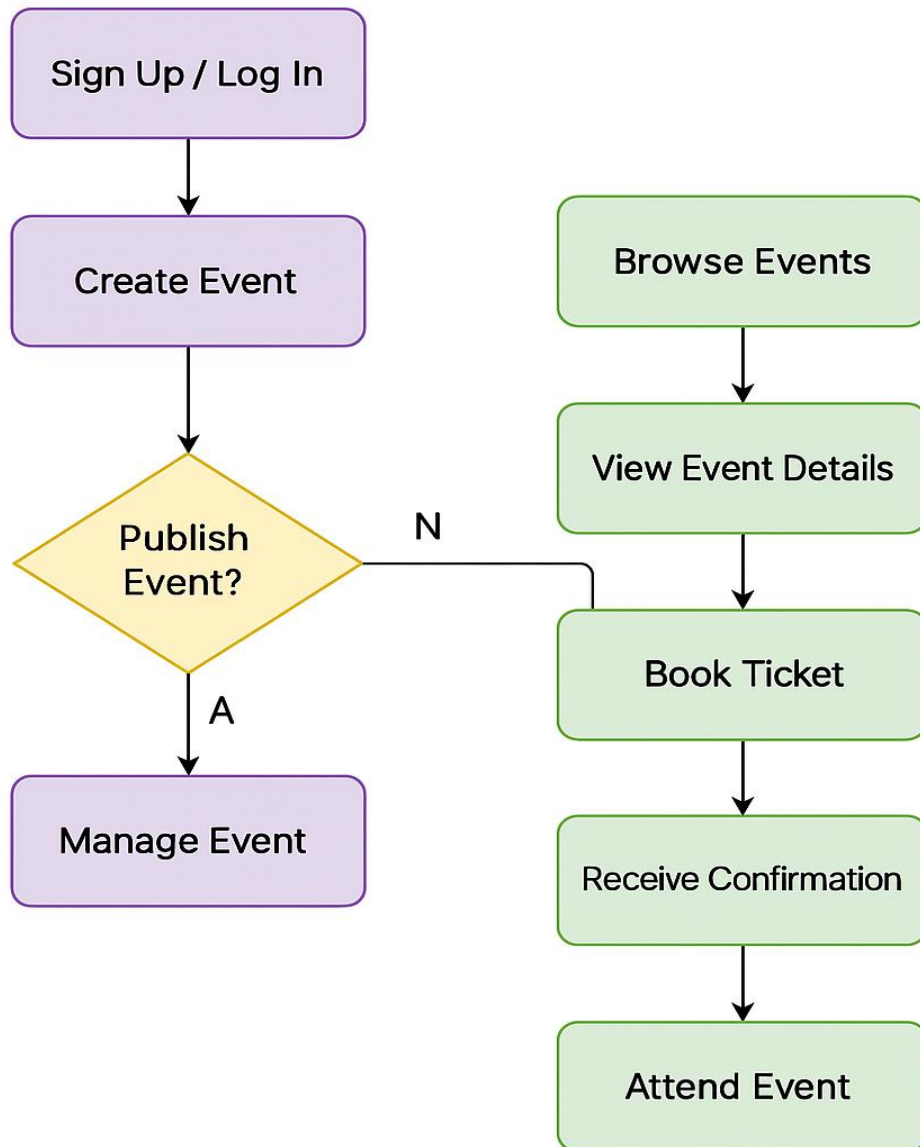 Sign Up / Log In
Create Event
Publish
Event?
N
A
Manage Event
Browse Events
View Event Details
Book Ticket
Receive Confirmation
Attend Event